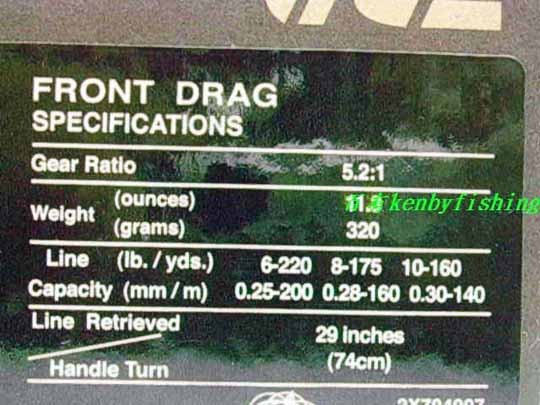 FRONT DRAG
SPECIFICATIONS
Gear Ratio 5.2:1
Weight (ounces)
(grams) 320
Line (lb. / yds.) 6-220 8-175 10-160
Capacity (mm / m) 0.25-200 0.28-160 0.30-140
Line Retrieved 29 inches
Handle Turn (74cm)
kenbyfishing